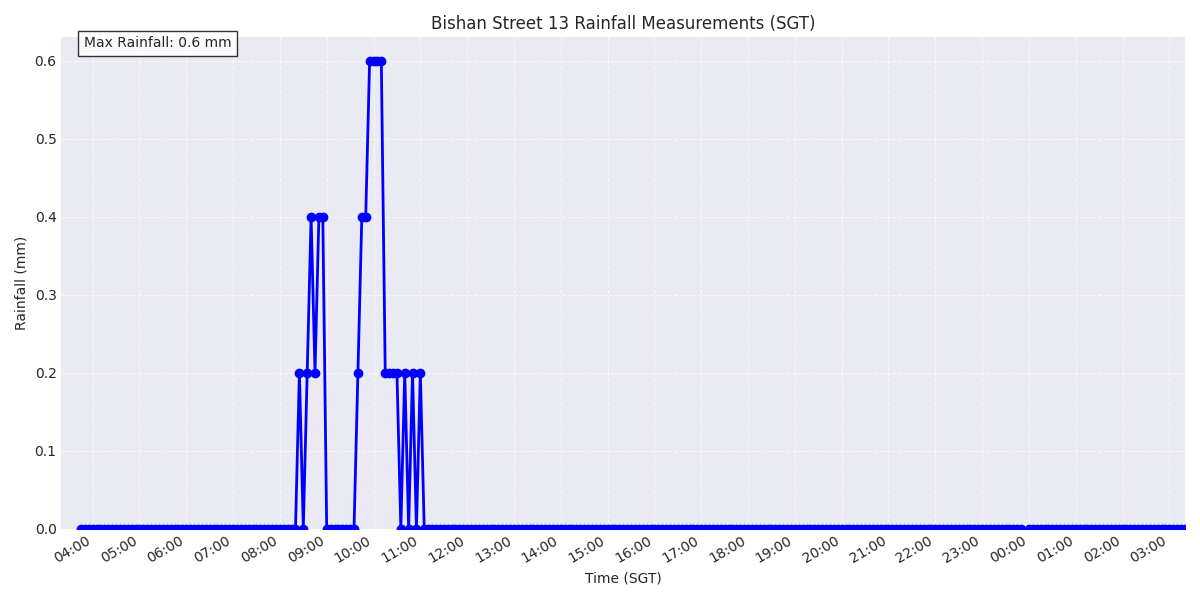 Bishan Street 13 Rainfall Measurements (SGT)
Max Rainfall: 0.6 mm
Rainfall (mm)
0.6
0.5
0.4
0.3
0.2
0.1
0.0
04:00 05:00 06:00 07:00 08:00 09:00 10:00 11:00 12:00 13:00 14:00 15:00 16:00 17:00 18:00 19:00 20:00 21:00 22:00 23:00 00:00 01:00 02:00 03:00
Time (SGT)